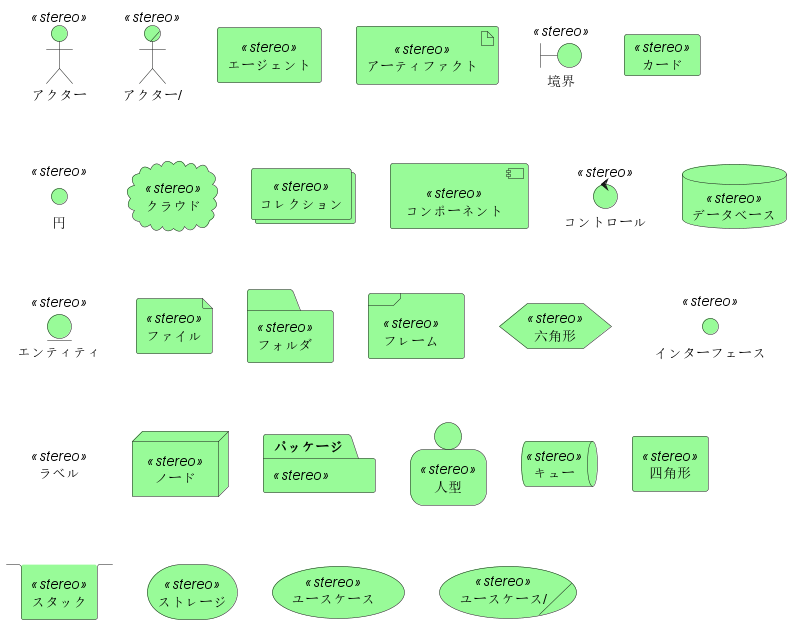 «stereo»
アクター
«stereo»
アクター/
«stereo»
エージェント
«stereo»
アーティファクト
«stereo»
境界
«stereo»
カード
«stereo»
円
«stereo»
クラウド
«stereo»
コレクション
«stereo»
コンポーネント
«stereo»
コントロール
«stereo»
データベース
«stereo»
エンティティ
«stereo»
ファイル
«stereo»
フォルダ
«stereo»
フレーム
«stereo»
六角形
«stereo»
インターフェース
«stereo»
ラベル
«stereo»
ノード
パッケージ
«stereo»
«stereo»
人型
«stereo»
キュー
«stereo»
四角形
«stereo»
スタック
«stereo»
ストレージ
«stereo»
ユースケース
«stereo»
ユースケース/